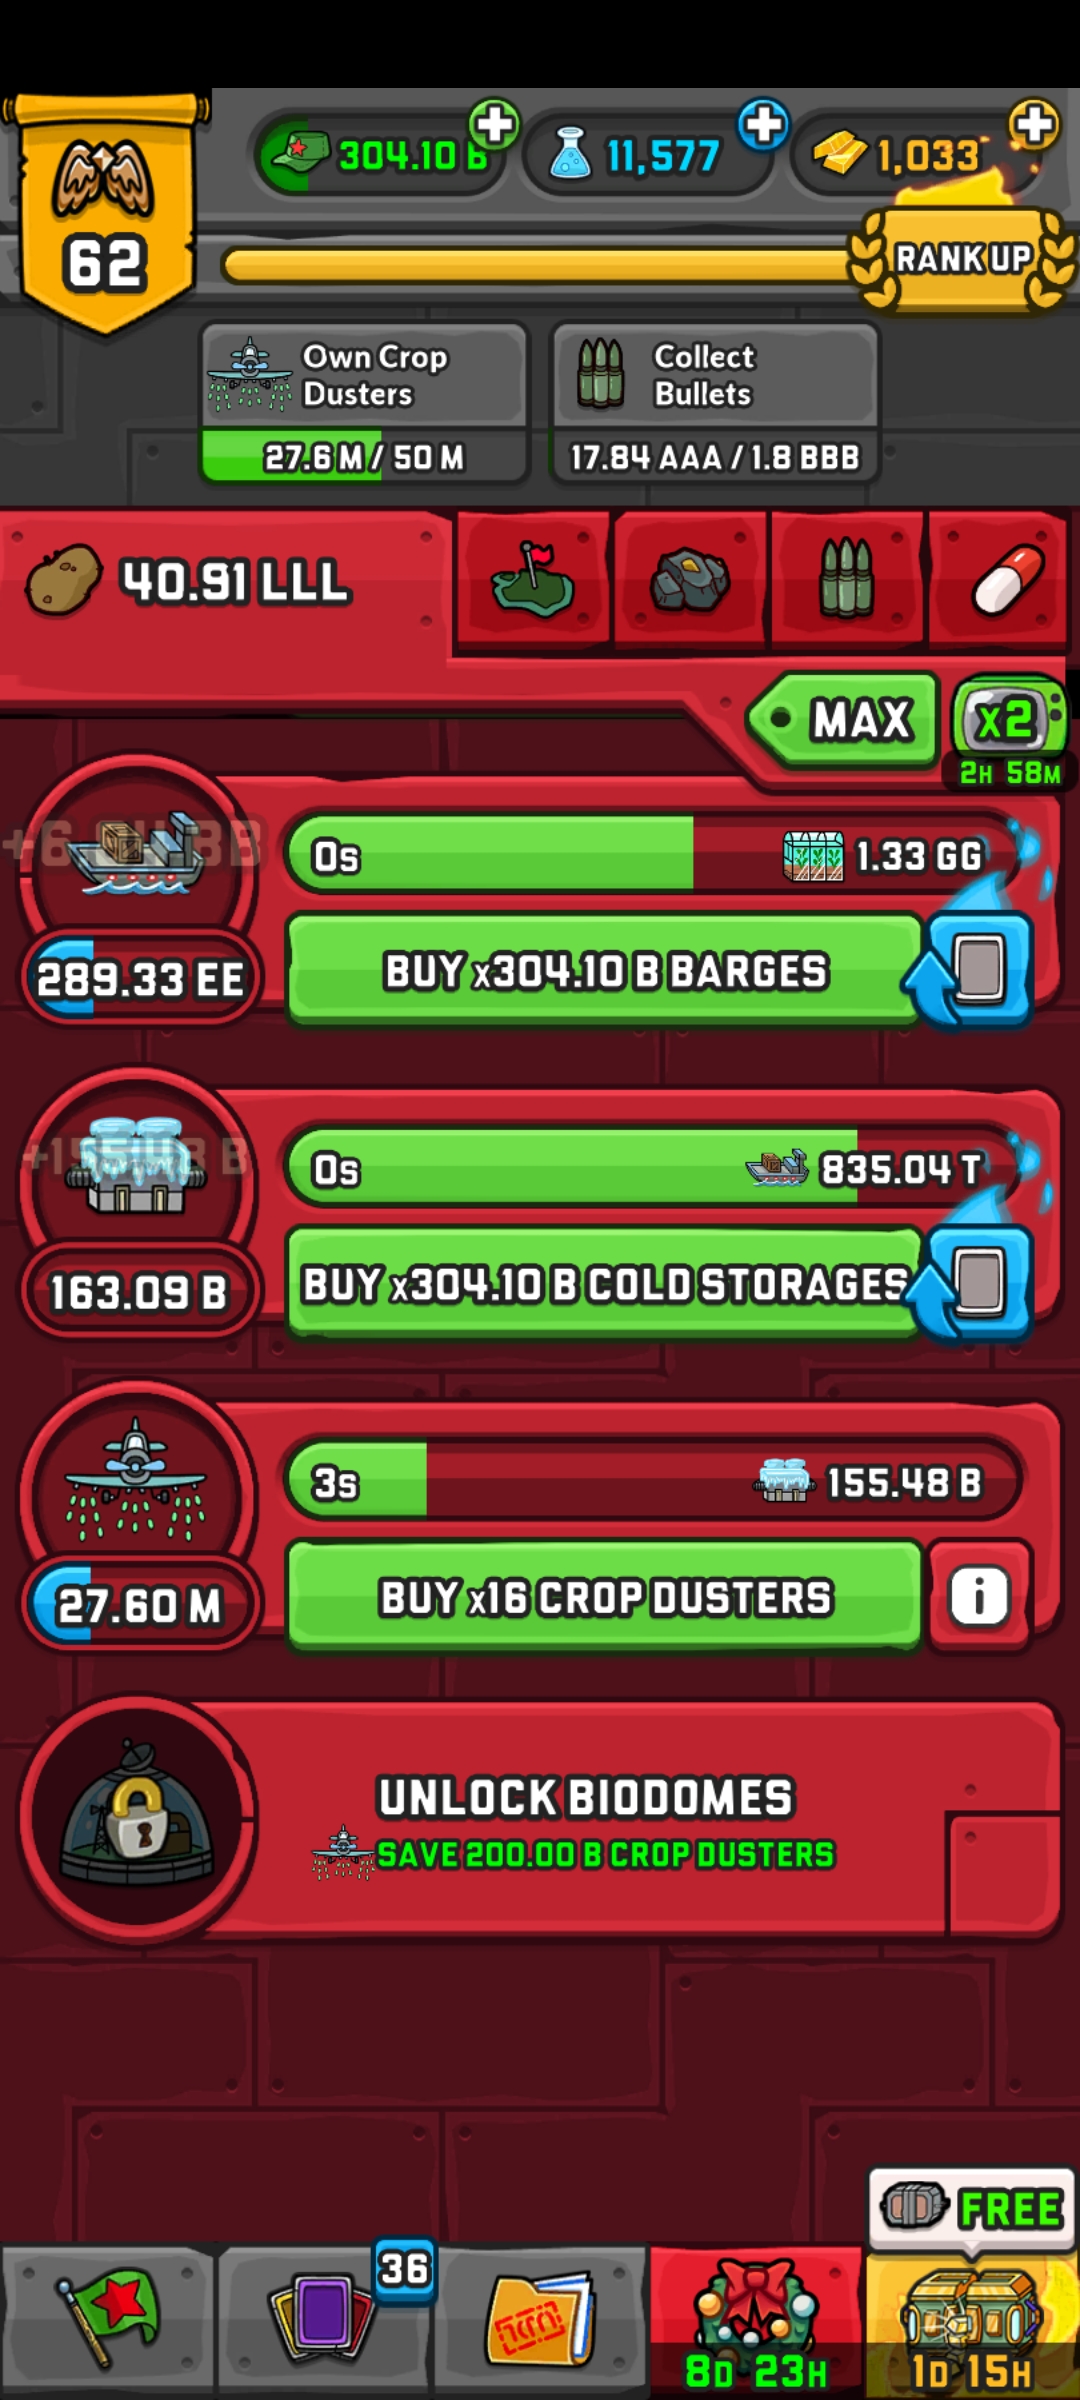 304.10 B
11,577
1,033
62
RANK UP
Own Crop
Dusters
27.6 M / 50 M
Collect
Bullets
17.84 AAA / 1.8 BBB
40.91 LLL
MAX
x2
2H 58M
0s
1.33 GG
289.33 EE
BUY x304.10 B BARGES
0s
835.04 T
163.09 B
BUY x304.10 B COLD STORAGES
3s
155.48 B
27.60 M
BUY x16 CROP DUSTERS
i
UNLOCK BIODOMES
SAVE 200.00 B CROP DUSTERS
FREE
36
8D 23H
1D 15H